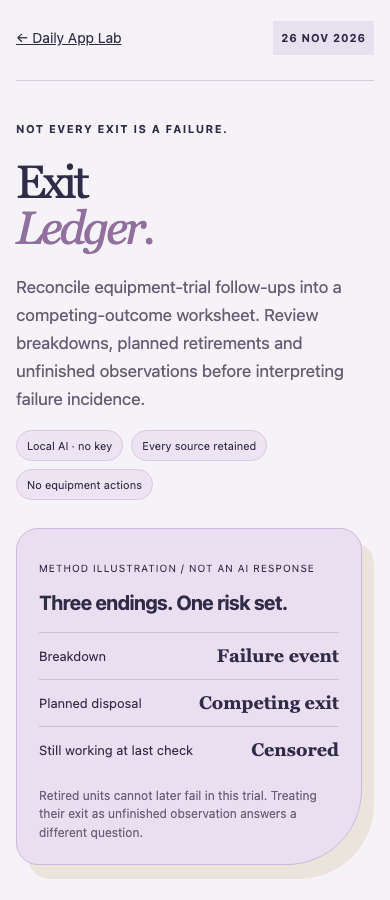 ← Daily App Lab
26 NOV 2026
NOT EVERY EXIT IS A FAILURE.
Exit
Ledger.
Reconcile equipment-trial follow-ups into a
competing-outcome worksheet. Review
breakdowns, planned retirements and
unfinished observations before interpreting
failure incidence.
Local AI · no key
Every source retained
No equipment actions
METHOD ILLUSTRATION / NOT AN AI RESPONSE
Three endings. One risk set.
Breakdown
Failure event
Planned disposal
Competing exit
Still working at last check
Censored
Retired units cannot later fail in this trial. Treating
their exit as unfinished observation answers a
different question.